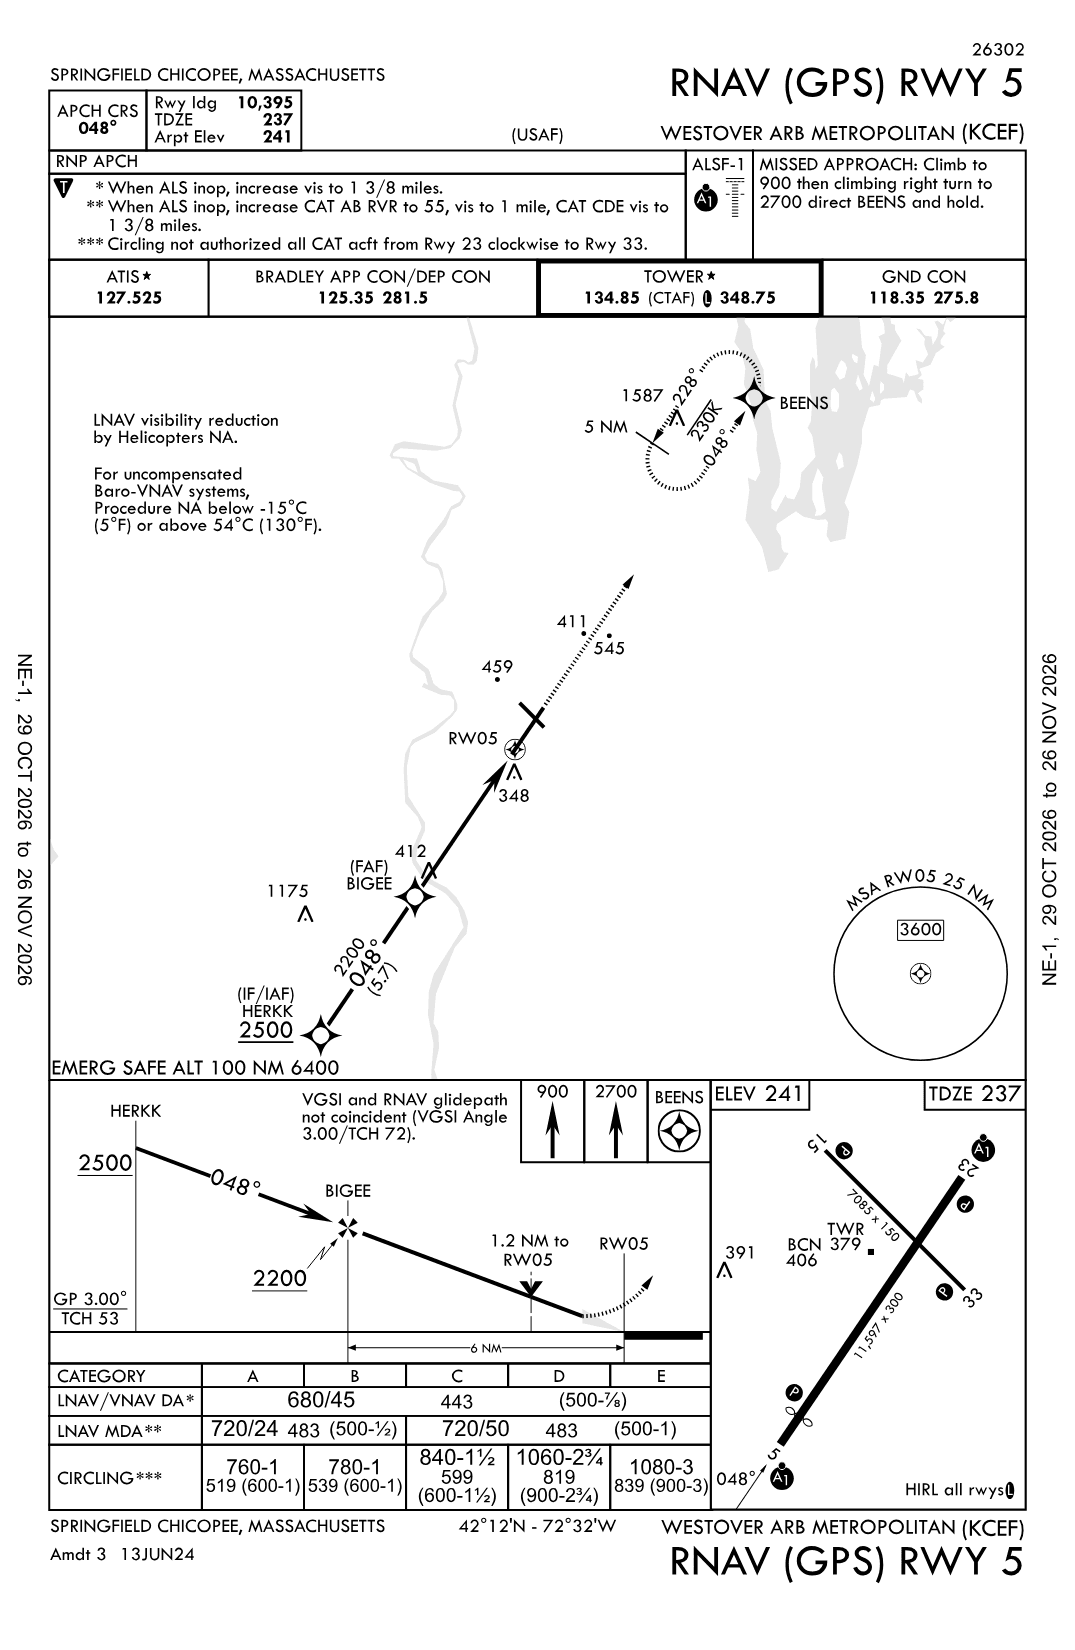 26302
SPRINGFIELD CHICOPEE, MASSACHUSETTS
RNAV (GPS) RWY 5
APCH CRS
048°
Rwy ldg 10,395
TDZE 237
Arpt Elev 241
(USAF)
WESTOVER ARB METROPOLITAN (KCEF)
RNP APCH
T
* When ALS inop, increase vis to 1 3/8 miles.
** When ALS inop, increase CAT AB RVR to 55, vis to 1 mile, CAT CDE vis to
1 3/8 miles.
*** Circling not authorized all CAT acft from Rwy 23 clockwise to Rwy 33.
ALSF-1
A1
MISSED APPROACH: Climb to
900 then climbing right turn to
2700 direct BEENS and hold.
ATIS★
127.525
BRADLEY APP CON/DEP CON
125.35 281.5
TOWER★
134.85 (CTAF) L 348.75
GND CON
118.35 275.8
LNAV visibility reduction
by Helicopters NA.
For uncompensated
Baro-VNAV systems,
Procedure NA below -15°C
(5°F) or above 54°C (130°F).
1587
228°
230K
048°
5 NM
BEENS
411
545
459
RW05
348
412
(FAF)
BIGEE
1175
2200
048°
(5.7)
(IF/IAF)
HERKK
2500
MSA RW05 25 NM
3600
EMERG SAFE ALT 100 NM 6400
NE-1, 29 OCT 2026 to 26 NOV 2026
NE-1, 29 OCT 2026 to 26 NOV 2026
HERKK
2500
048°
BIGEE
2200
VGSI and RNAV glidepath
not coincident (VGSI Angle
3.00/TCH 72).
900
2700
BEENS
1.2 NM to
RW05
RW05
GP 3.00°
TCH 53
6 NM
ELEV 241
TDZE 237
15
P
A1
23
P
7085 x 150
TWR
379
BCN
406
391
P
33
11,597 x 300
P
5
048°
A1
HIRL all rwys L
CATEGORY A B C D E
LNAV/VNAV DA* 680/45 443 (500-⅞)
LNAV MDA** 720/24 483 (500-½) 720/50 483 (500-1)
CIRCLING*** 760-1 519 (600-1) 780-1 539 (600-1) 840-1½ 599 (600-1½) 1060-2¾ 819 (900-2¾) 1080-3 839 (900-3)
SPRINGFIELD CHICOPEE, MASSACHUSETTS
42°12'N - 72°32'W
WESTOVER ARB METROPOLITAN (KCEF)
Amdt 3 13JUN24
RNAV (GPS) RWY 5